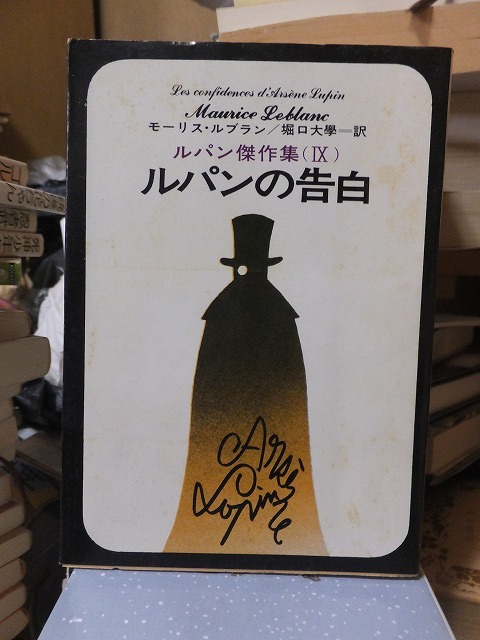 Les confidences d'Arsène Lupin
Maurice Leblanc
モーリス・ルブラン／堀口大學＝訳
ルパン傑作集(Ⅸ)
ルパンの告白
Arsène
Lupin